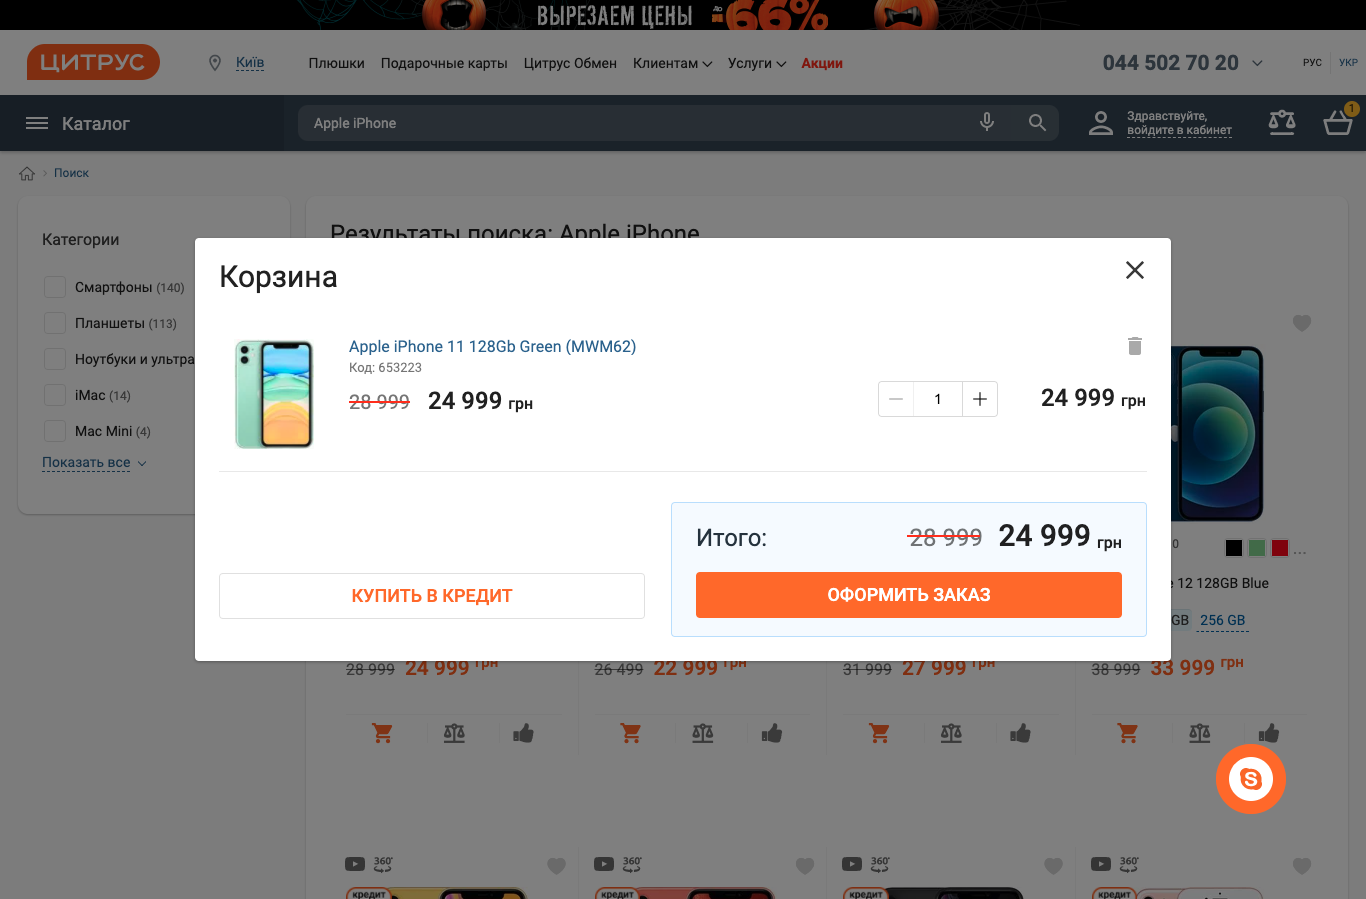 ВЫРЕЗАЕМ ЦЕНЫ ДО 66%
ЦИТРУС
Київ
Плюшки
Подарочные карты
Цитрус Обмен
Клиентам
Услуги
Акции
044 502 70 20
РУС
УКР
Каталог
Apple iPhone
Здравствуйте,
войдите в кабинет
1
Поиск
Категории
Смартфоны (140)
Планшеты (113)
Ноутбуки и ультра
iMac (14)
Mac Mini (4)
Показать все
Результаты поиска: Apple iPhone
Корзина
Apple iPhone 11 128Gb Green (MWM62)
Код: 653223
28 999 24 999 грн
1
24 999 грн
Итого:
28 999 24 999 грн
КУПИТЬ В КРЕДИТ
ОФОРМИТЬ ЗАКАЗ
0
...
e 12 128GB Blue
GB 256 GB
28 999 24 999 грн
26 499 22 999 грн
31 999 27 999 грн
38 999 33 999 грн
S
360°
360°
360°
360°
кредит
кредит
кредит
кредит